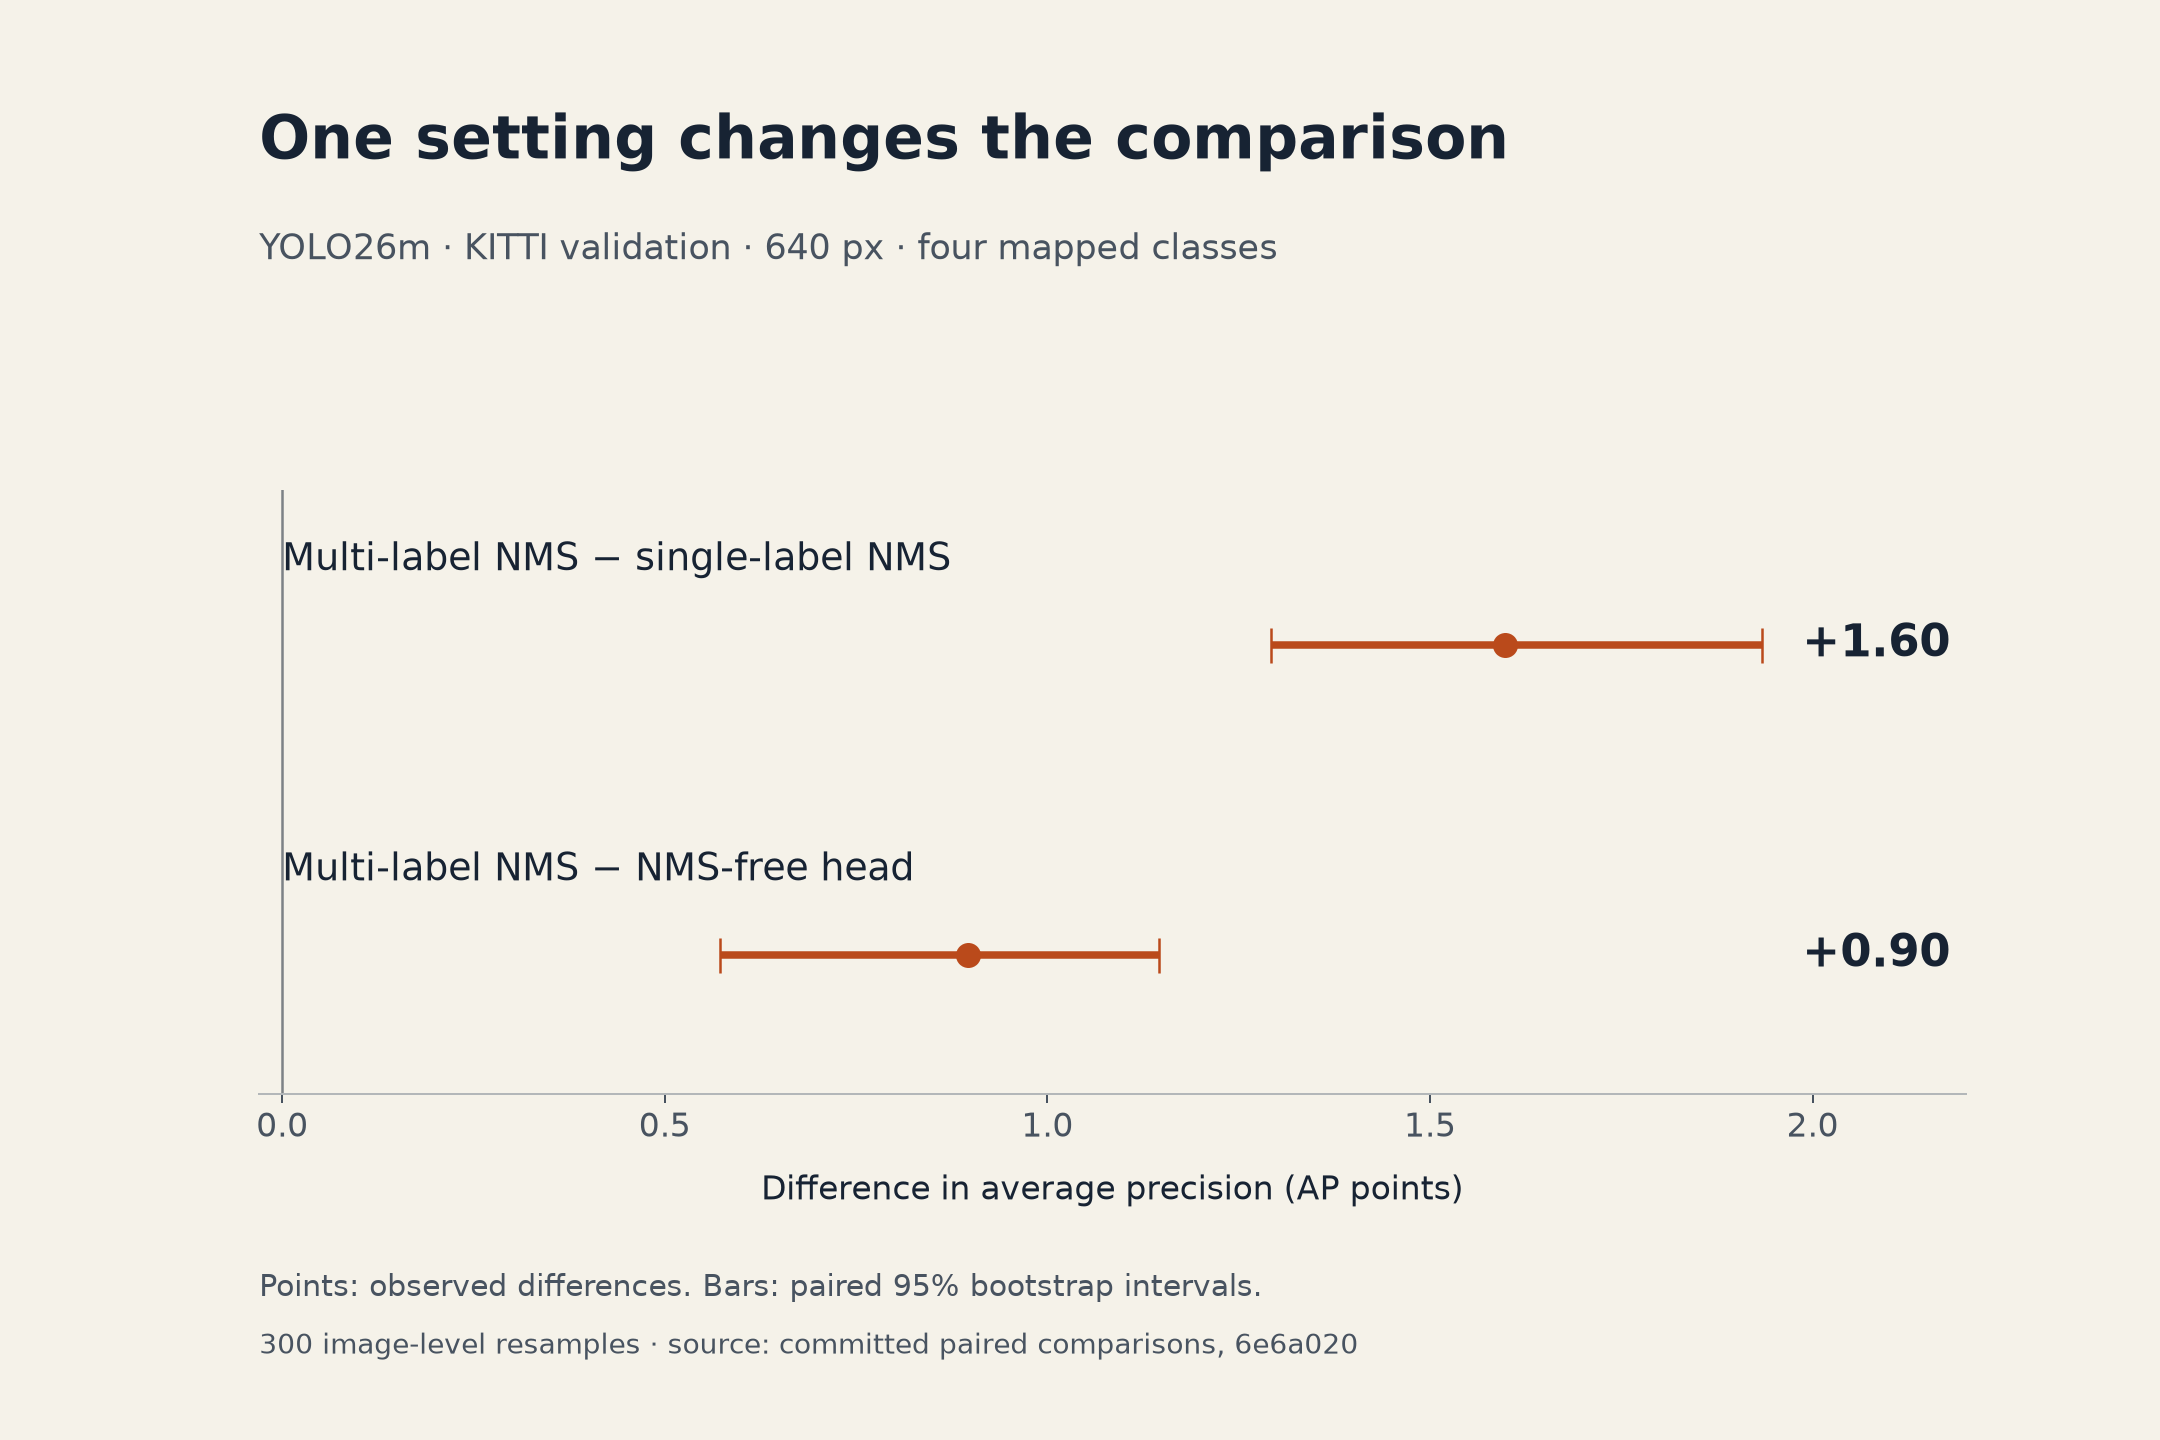 One setting changes the comparison
YOLO26m · KITTI validation · 640 px · four mapped classes
Multi-label NMS − single-label NMS
+1.60
Multi-label NMS − NMS-free head
+0.90
0.0 0.5 1.0 1.5 2.0
Difference in average precision (AP points)
Points: observed differences. Bars: paired 95% bootstrap intervals.
300 image-level resamples · source: committed paired comparisons, 6e6a020